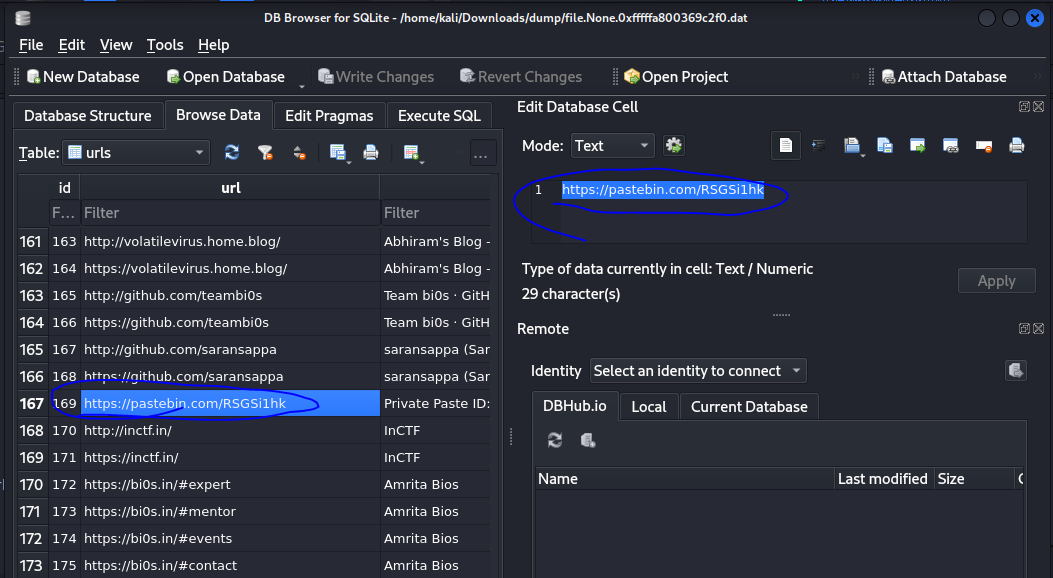 DB Browser for SQLite - /home/kali/Downloads/dump/file.None.0xfffffa800369c2f0.dat
File Edit View Tools Help
New Database Open Database Write Changes Revert Changes Open Project » Attach Database »
Database Structure Browse Data Edit Pragmas Execute SQL
Table: urls ...
id url
F... Filter Filter
161 163 http://volatilevirus.home.blog/ Abhiram's Blog -
162 164 https://volatilevirus.home.blog/ Abhiram's Blog -
163 165 http://github.com/teambi0s Team bi0s · GitH
164 166 https://github.com/teambi0s Team bi0s · GitH
165 167 http://github.com/saransappa saransappa (Sar
166 168 https://github.com/saransappa saransappa (Sar
167 169 https://pastebin.com/RSGSi1hk Private Paste ID:
168 170 http://inctf.in/ InCTF
169 171 https://inctf.in/ InCTF
170 172 https://bi0s.in/#expert Amrita Bios
171 173 https://bi0s.in/#mentor Amrita Bios
172 174 https://bi0s.in/#events Amrita Bios
173 175 https://bi0s.in/#contact Amrita Bios
Edit Database Cell
Mode: Text
1 https://pastebin.com/RSGSi1hk
Type of data currently in cell: Text / Numeric
29 character(s)
Apply
Remote
Identity Select an identity to connect
DBHub.io Local Current Database
Name Last modified Size